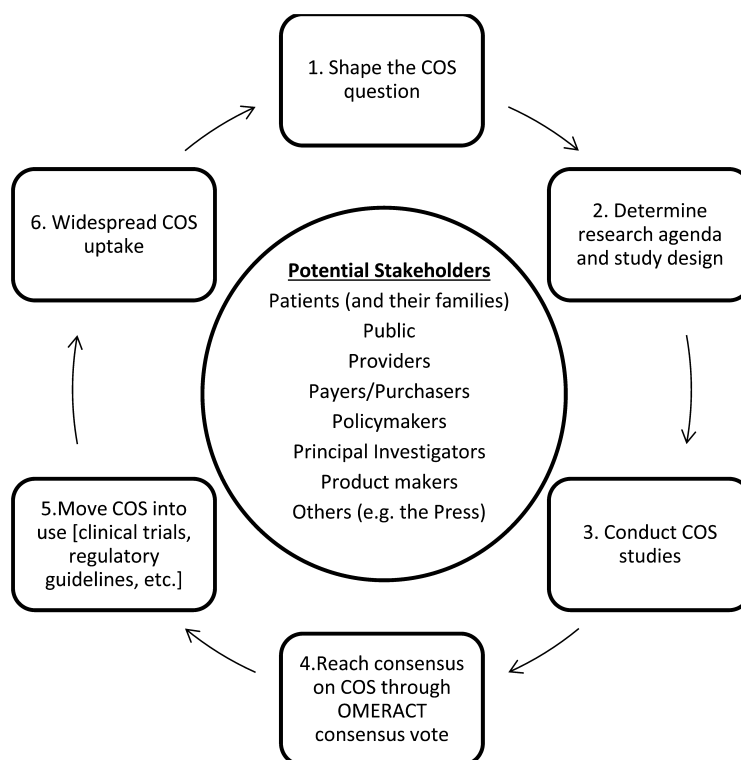 1. Shape the COS
question
2. Determine
research agenda
and study design
3. Conduct COS
studies
4.Reach consensus
on COS through
OMERACT
consensus vote
5.Move COS into
use [clinical trials,
regulatory
guidelines, etc.]
6. Widespread COS
uptake
Potential Stakeholders
Patients (and their families)
Public
Providers
Payers/Purchasers
Policymakers
Principal Investigators
Product makers
Others (e.g. the Press)